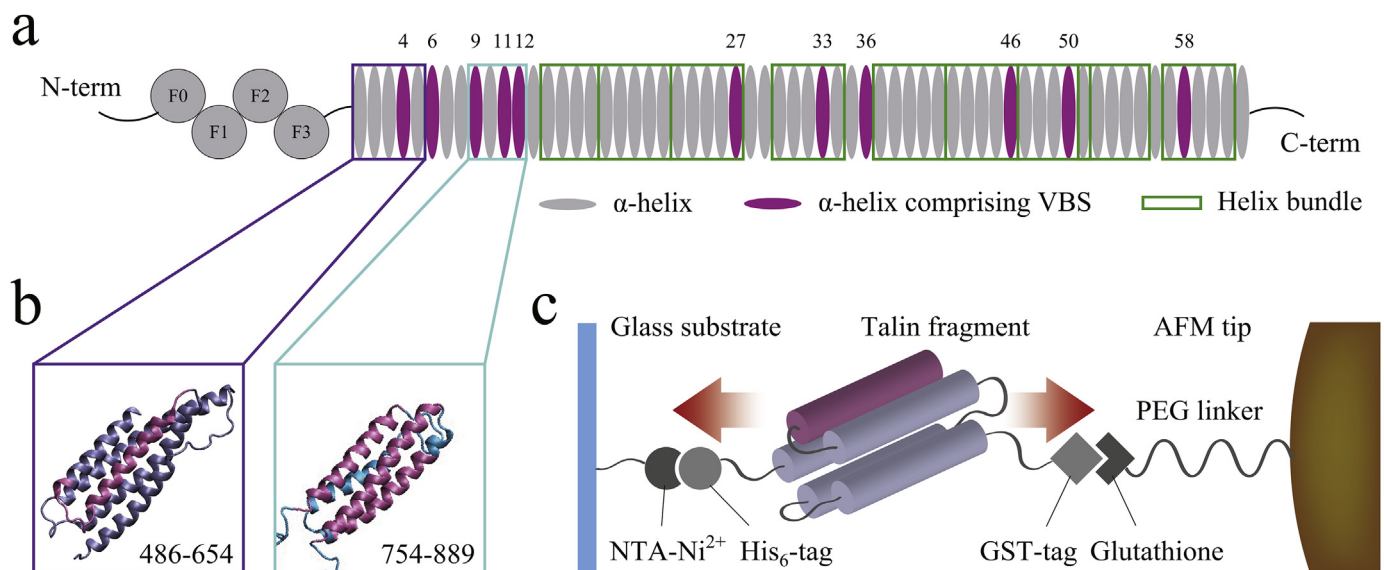 a
4 6 9 11 12 27 33 36 46 50 58
N-term
F0 F2
F1 F3
C-term
α-helix
α-helix comprising VBS
Helix bundle
b
486-654
754-889
c
Glass substrate
Talin fragment
AFM tip
PEG linker
NTA-Ni²⁺
His₆-tag
GST-tag
Glutathione